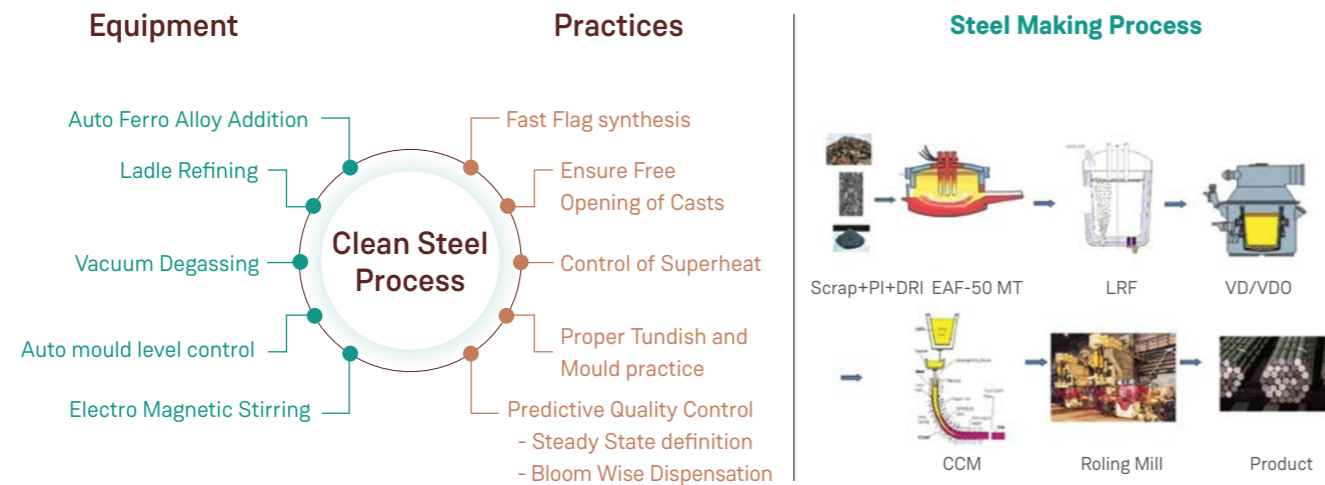 Equipment
Practices
Auto Ferro Alloy Addition
Ladle Refining
Vacuum Degassing
Auto mould level control
Electro Magnetic Stirring
Clean Steel
Process
Fast Flag synthesis
Ensure Free
Opening of Casts
Control of Superheat
Proper Tundish and
Mould practice
Predictive Quality Control
- Steady State definition
- Bloom Wise Dispensation
Steel Making Process
Scrap+PI+DRI EAF-50 MT
LRF
VD/VDO
CCM
Roling Mill
Product